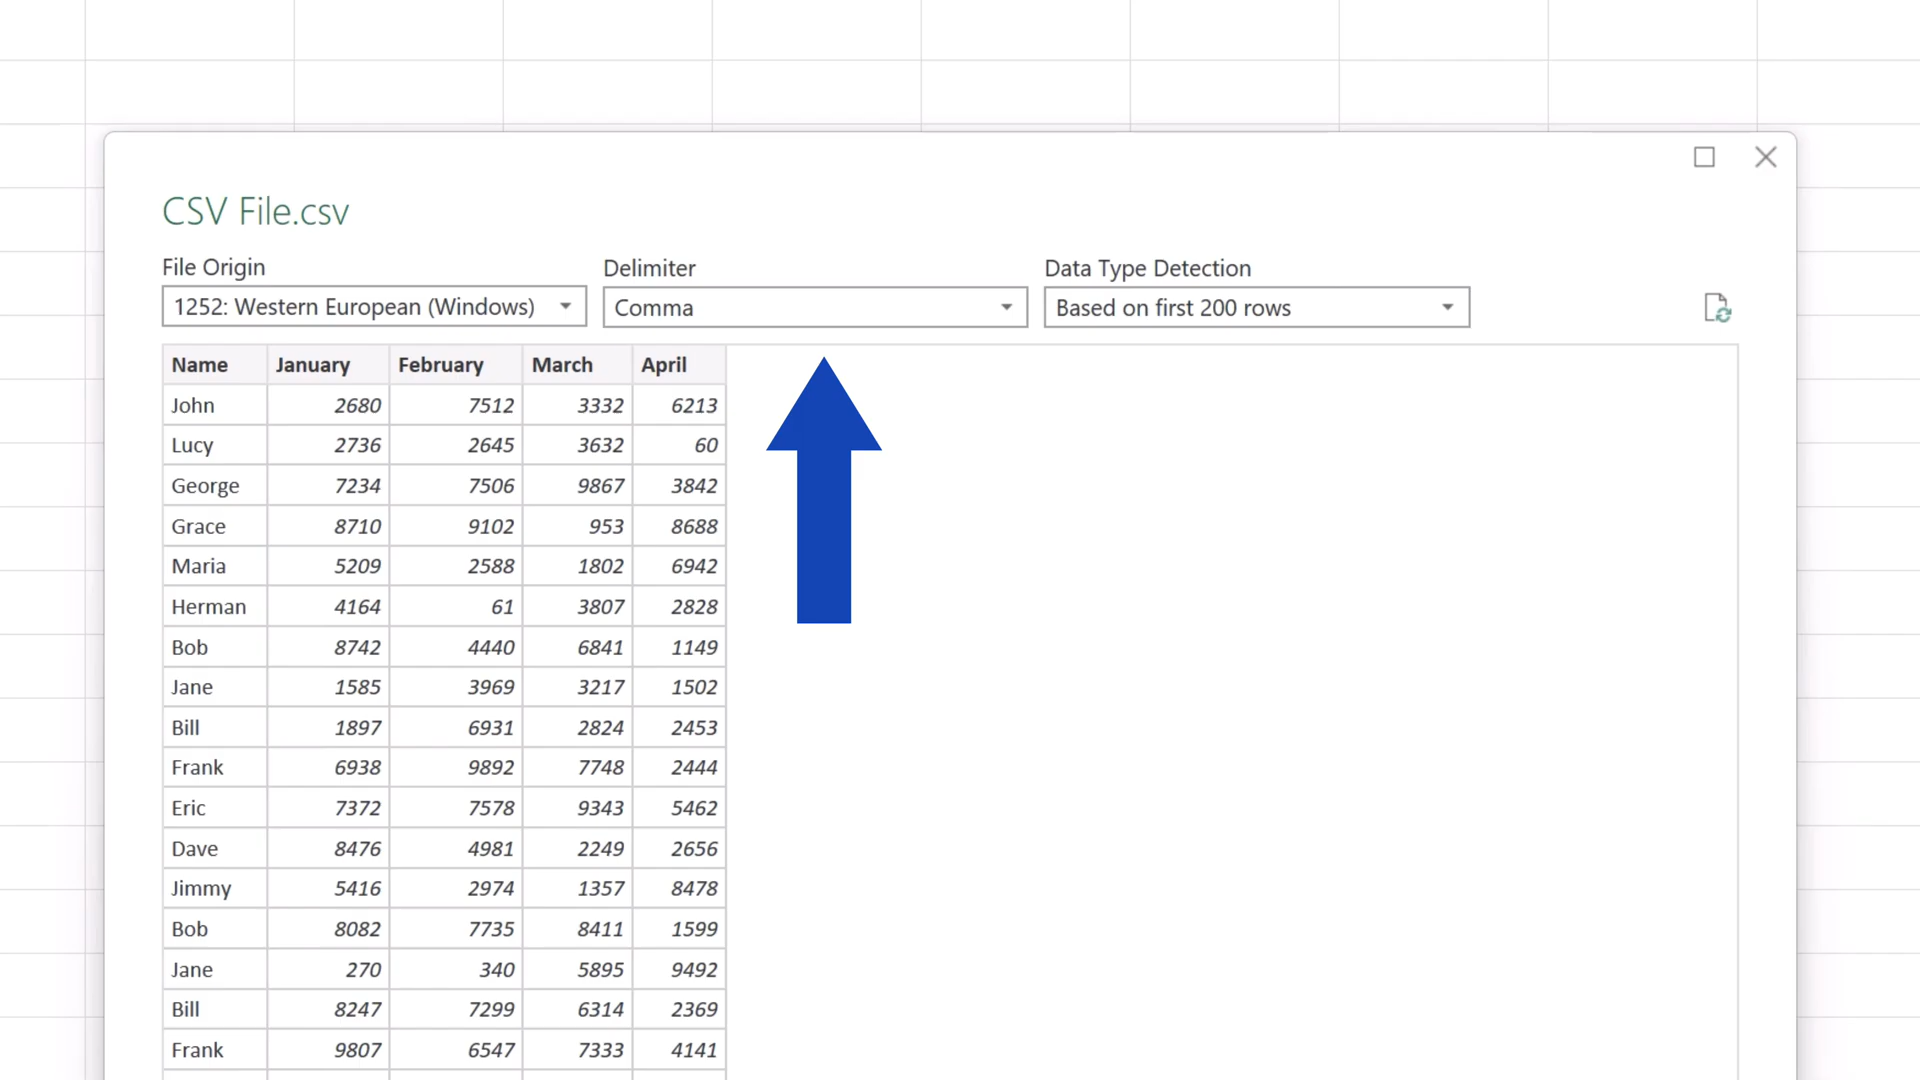 CSV File.csv
File Origin Delimiter Data Type Detection
1252: Western European (Windows) Comma Based on first 200 rows
Name January February March April
John 2680 7512 3332 6213
Lucy 2736 2645 3632 60
George 7234 7506 9867 3842
Grace 8710 9102 953 8688
Maria 5209 2588 1802 6942
Herman 4164 61 3807 2828
Bob 8742 4440 6841 1149
Jane 1585 3969 3217 1502
Bill 1897 6931 2824 2453
Frank 6938 9892 7748 2444
Eric 7372 7578 9343 5462
Dave 8476 4981 2249 2656
Jimmy 5416 2974 1357 8478
Bob 8082 7735 8411 1599
Jane 270 340 5895 9492
Bill 8247 7299 6314 2369
Frank 9807 6547 7333 4141